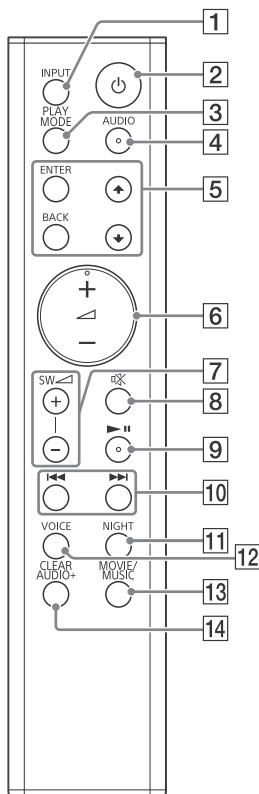 1
INPUT
2
PLAY
MODE
3
AUDIO
4
ENTER
5
BACK
+
6
−
7
SW
+
8
−
9
10
VOICE
NIGHT
11
12
CLEAR
AUDIO+
MOVIE/
MUSIC
13
14